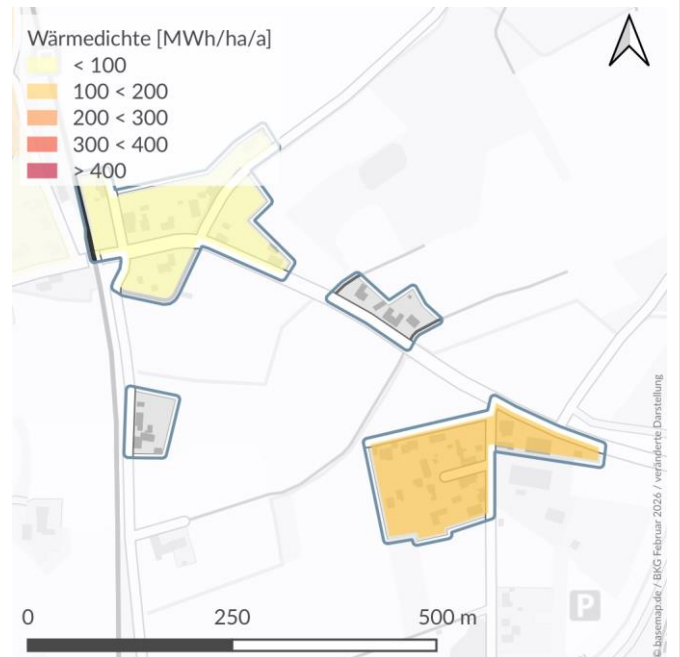 Wärmedichte [MWh/ha/a]
< 100
100 < 200
200 < 300
300 < 400
> 400
P
0 250 500 m
© basemap.de / BKG Februar 2026 / veränderte Darstellung